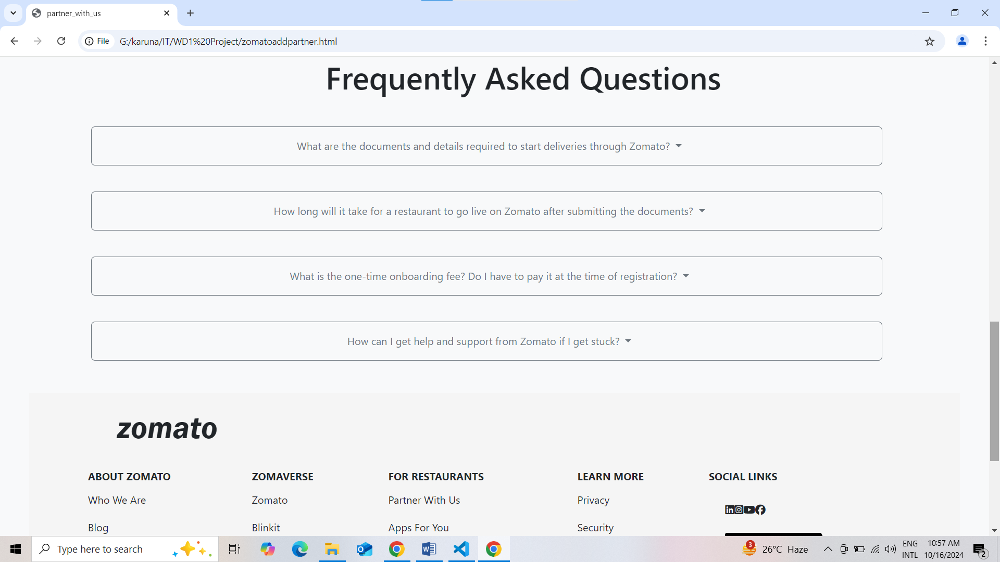 partner_with_us
File G:/karuna/IT/WD1%20Project/zomatoaddpartner.html
Frequently Asked Questions
What are the documents and details required to start deliveries through Zomato?
How long will it take for a restaurant to go live on Zomato after submitting the documents?
What is the one-time onboarding fee? Do I have to pay it at the time of registration?
How can I get help and support from Zomato if I get stuck?
zomato
ABOUT ZOMATO ZOMAVERSE FOR RESTAURANTS LEARN MORE SOCIAL LINKS
Who We Are Zomato Partner With Us Privacy
in
Blog Blinkit Apps For You Security
Type here to search 3 26°C Haze ENG 10:57 AM
INTL 10/16/2024 2